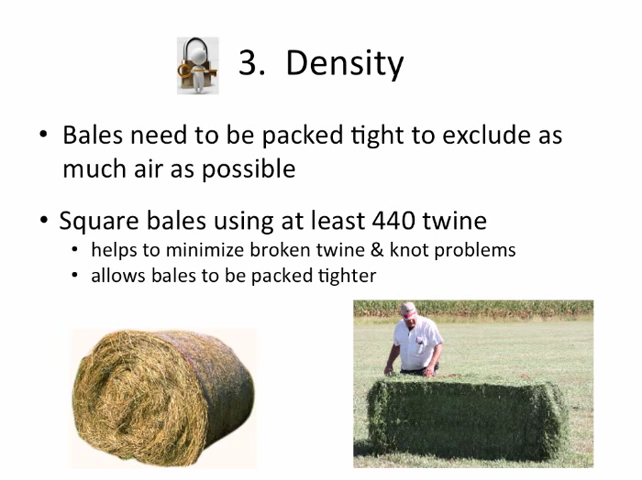 3. Density
• Bales need to be packed tight to exclude as
much air as possible
• Square bales using at least 440 twine
• helps to minimize broken twine & knot problems
• allows bales to be packed tighter